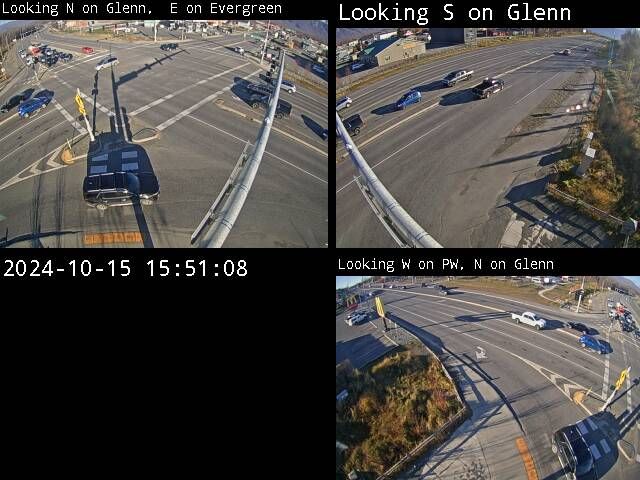 Looking N on Glenn,  E on Evergreen
Looking S on Glenn
2024-10-15 15:51:08
Looking W on PW, N on Glenn